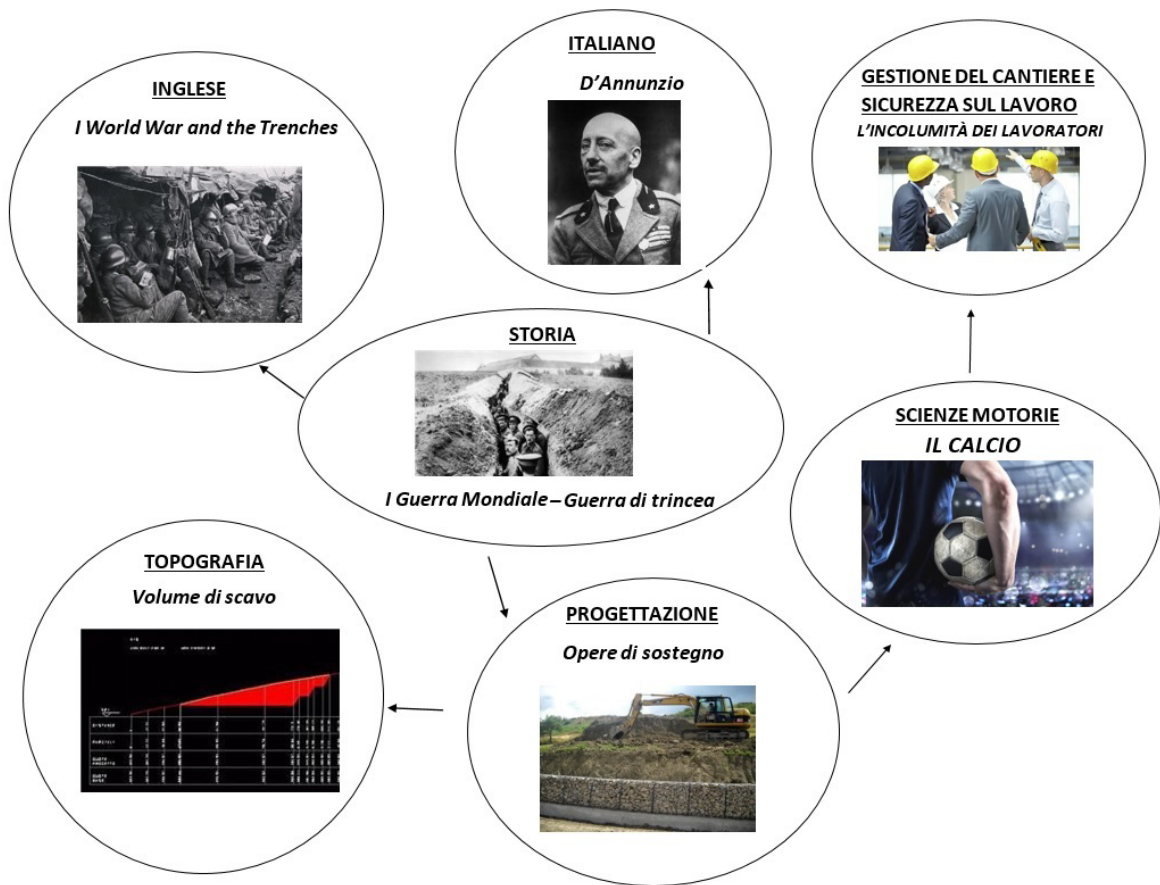 INGLESE
I World War and the Trenches
ITALIANO
D'Annunzio
GESTIONE DEL CANTIERE E
SICUREZZA SUL LAVORO
L'INCOLUMITÀ DEI LAVORATORI
STORIA
I Guerra Mondiale – Guerra di trincea
SCIENZE MOTORIE
IL CALCIO
TOPOGRAFIA
Volume di scavo
PROGETTAZIONE
Opere di sostegno